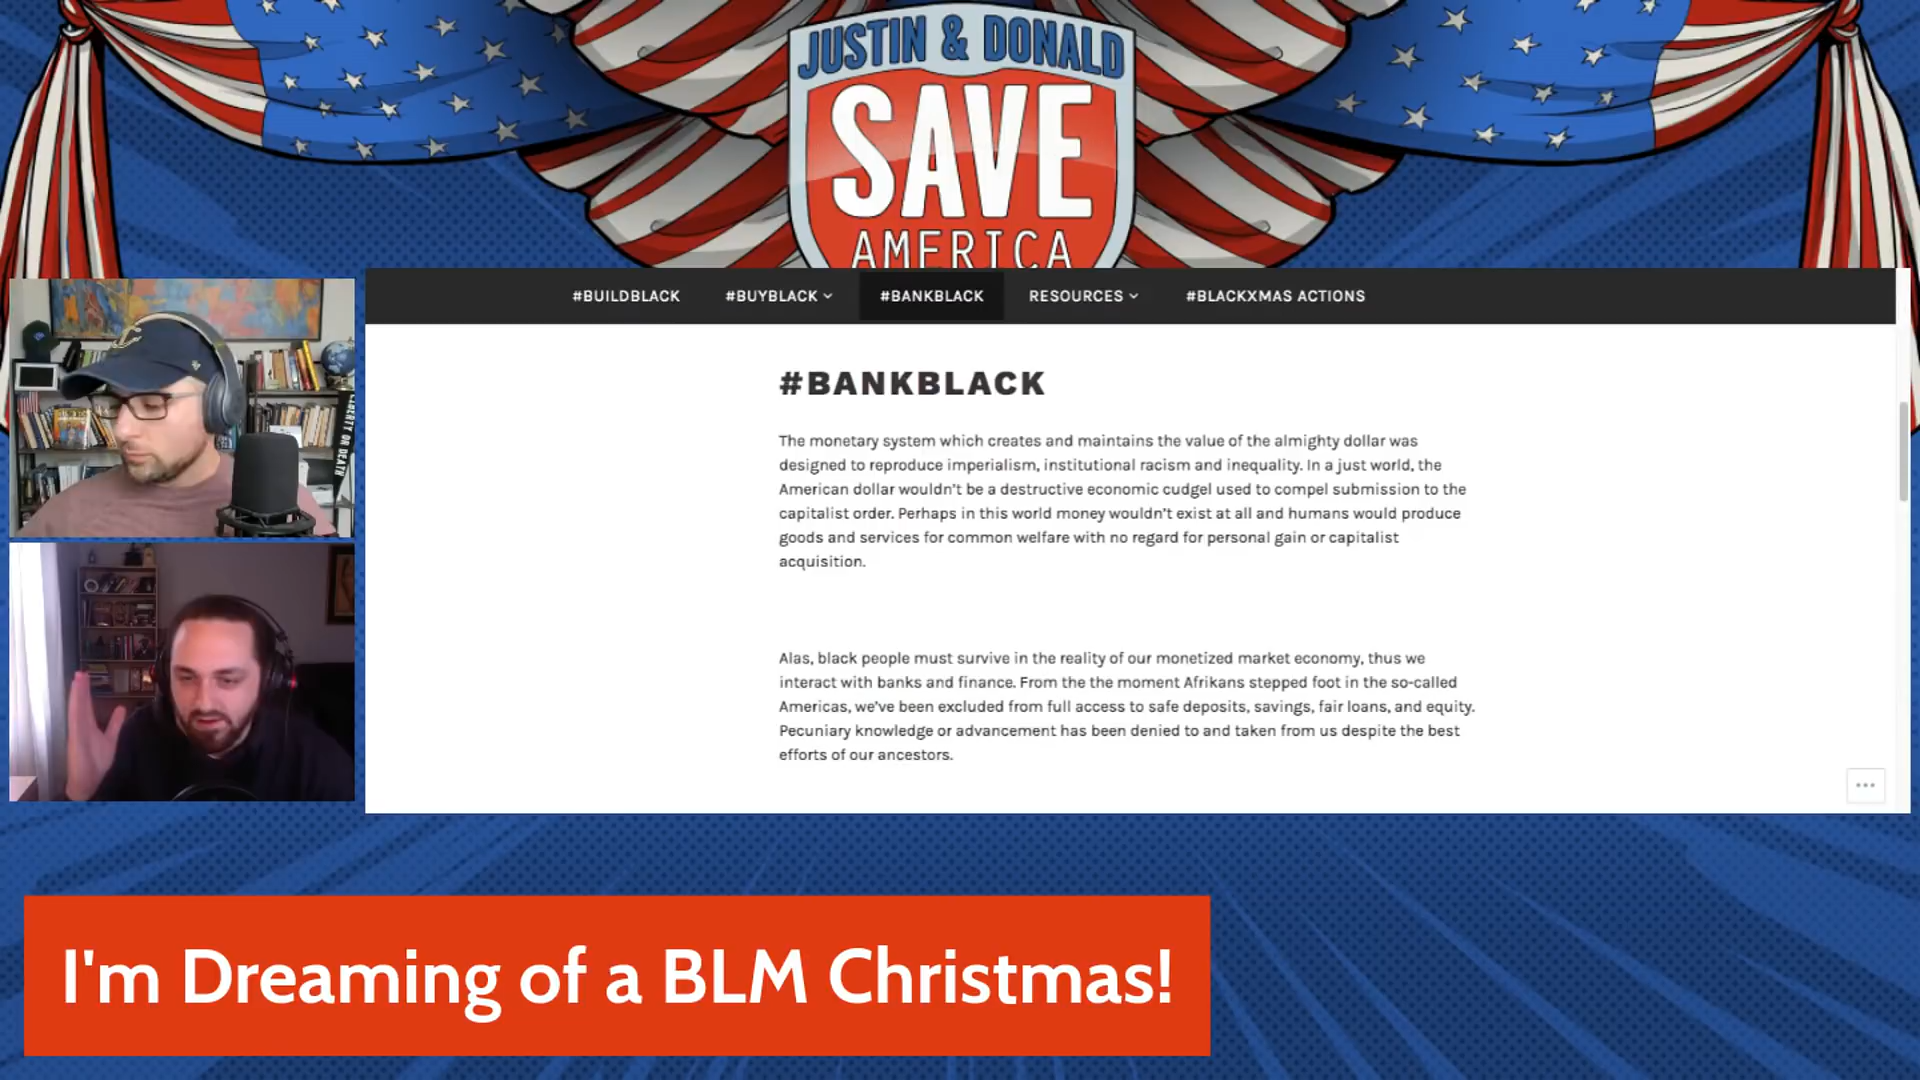 JUSTIN & DONALD
SAVE
AMERICA
#BUILDBLACK
#BUYBLACK
#BANKBLACK
RESOURCES
#BLACKXMAS ACTIONS
#BANKBLACK
The monetary system which creates and maintains the value of the almighty dollar was
designed to reproduce imperialism, institutional racism and inequality. In a just world, the
American dollar wouldn't be a destructive economic cudgel used to compel submission to the
capitalist order. Perhaps in this world money wouldn't exist at all and humans would produce
goods and services for common welfare with no regard for personal gain or capitalist
acquisition.
Alas, black people must survive in the reality of our monetized market economy, thus we
interact with banks and finance. From the the moment Afrikans stepped foot in the so-called
Americas, we've been excluded from full access to safe deposits, savings, fair loans, and equity.
Pecuniary knowledge or advancement has been denied to and taken from us despite the best
efforts of our ancestors.
LIBERTY OR DEATH
I'm Dreaming of a BLM Christmas!